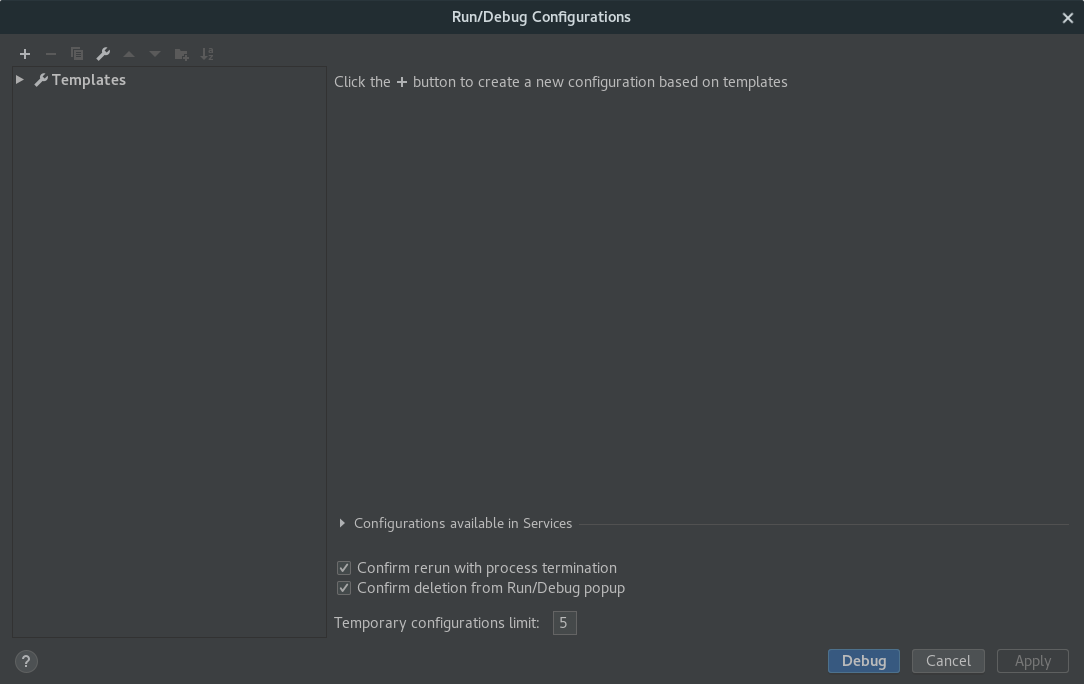 Run/Debug Configurations
Templates
Click the + button to create a new configuration based on templates
Configurations available in Services
Confirm rerun with process termination
Confirm deletion from Run/Debug popup
Temporary configurations limit: 5
?
Debug Cancel Apply